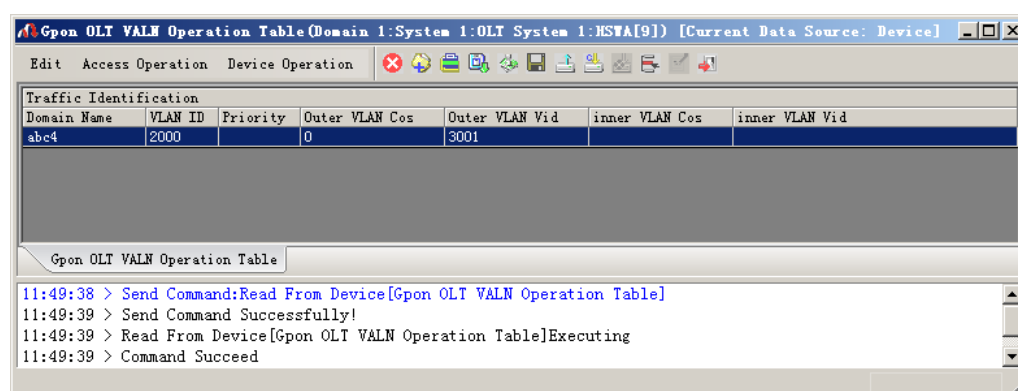 Gpon OLT VALN Operation Table(Domain 1:System 1:OLT System 1:HSWA[9]) [Current Data Source: Device]
Edit Access Operation Device Operation
Traffic Identification
Domain Name VLAN ID Priority Outer VLAN Cos Outer VLAN Vid inner VLAN Cos inner VLAN Vid
abc4 2000 0 3001
Gpon OLT VALN Operation Table
11:49:38 > Send Command:Read From Device[Gpon OLT VALN Operation Table]
11:49:39 > Send Command Successfully!
11:49:39 > Read From Device[Gpon OLT VALN Operation Table]Executing
11:49:39 > Command Succeed